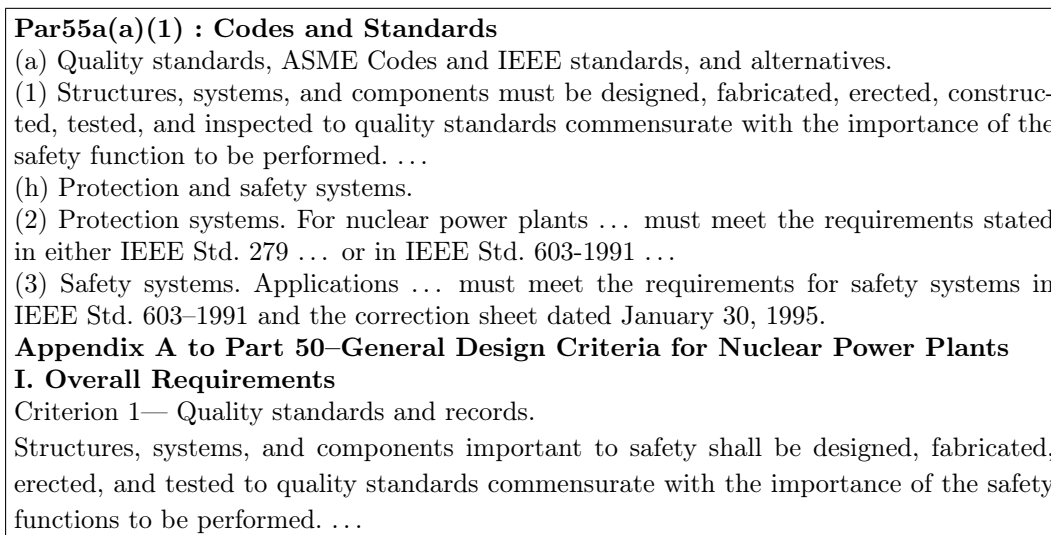 Par55a(a)(1) : Codes and Standards
(a) Quality standards, ASME Codes and IEEE standards, and alternatives.
(1) Structures, systems, and components must be designed, fabricated, erected, construc-
ted, tested, and inspected to quality standards commensurate with the importance of the
safety function to be performed. ...
(h) Protection and safety systems.
(2) Protection systems. For nuclear power plants ... must meet the requirements stated
in either IEEE Std. 279 ... or in IEEE Std. 603-1991 ...
(3) Safety systems. Applications ... must meet the requirements for safety systems in
IEEE Std. 603–1991 and the correction sheet dated January 30, 1995.
Appendix A to Part 50–General Design Criteria for Nuclear Power Plants
I. Overall Requirements
Criterion 1— Quality standards and records.
Structures, systems, and components important to safety shall be designed, fabricated,
erected, and tested to quality standards commensurate with the importance of the safety
functions to be performed. ...